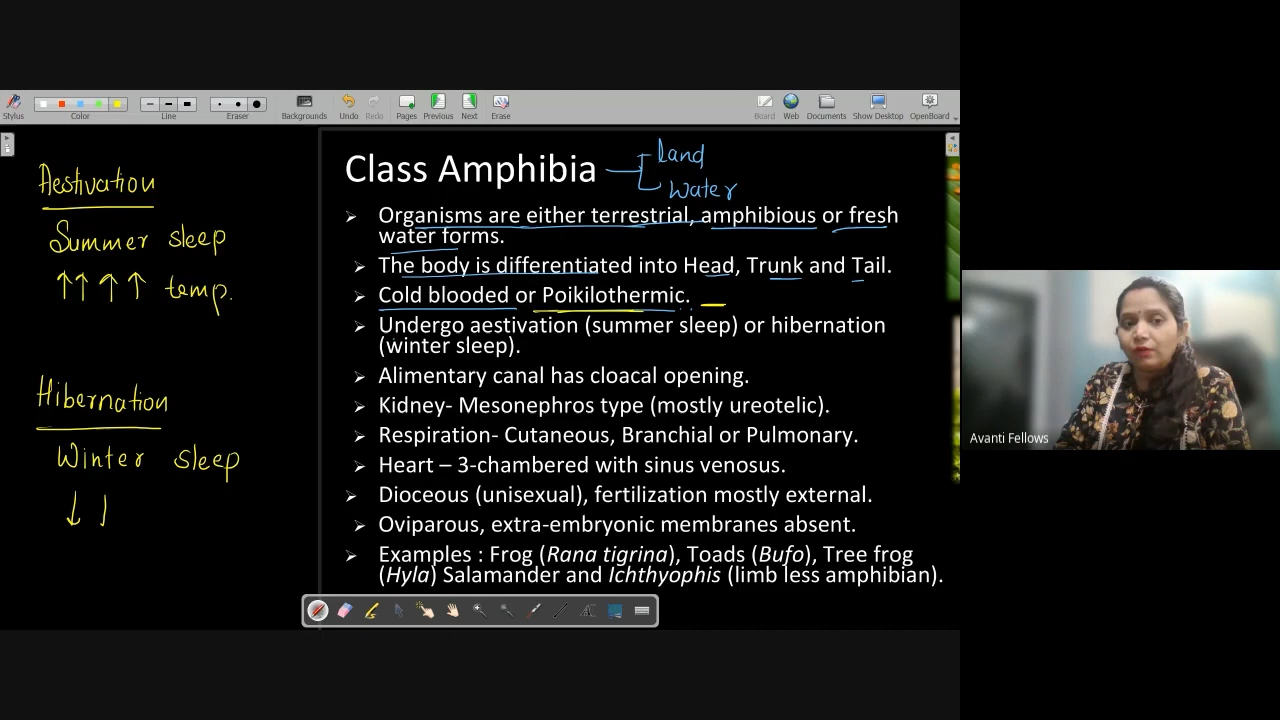 Stylus
Color
Line
Eraser
Backgrounds
Undo
Redo
Pages
Previous
Next
Erase
Board
Web
Documents
Show Desktop
OpenBoard
Aestivation
Summer sleep
↑↑ ↑ ↑ temp.
Hibernation
Winter sleep
↓
Class Amphibia
Land
Water
➢ Organisms are either terrestrial, amphibious or fresh
water forms.
➢ The body is differentiated into Head, Trunk and Tail.
➢ Cold blooded or Poikilothermic.
➢ Undergo aestivation (summer sleep) or hibernation
(winter sleep).
➢ Alimentary canal has cloacal opening.
➢ Kidney- Mesonephros type (mostly ureotelic).
➢ Respiration- Cutaneous, Branchial or Pulmonary.
➢ Heart – 3-chambered with sinus venosus.
➢ Dioceous (unisexual), fertilization mostly external.
➢ Oviparous, extra-embryonic membranes absent.
➢ Examples : Frog (Rana tigrina), Toads (Bufo), Tree frog
(Hyla) Salamander and Ichthyophis (limb less amphibian).
Avanti Fellows